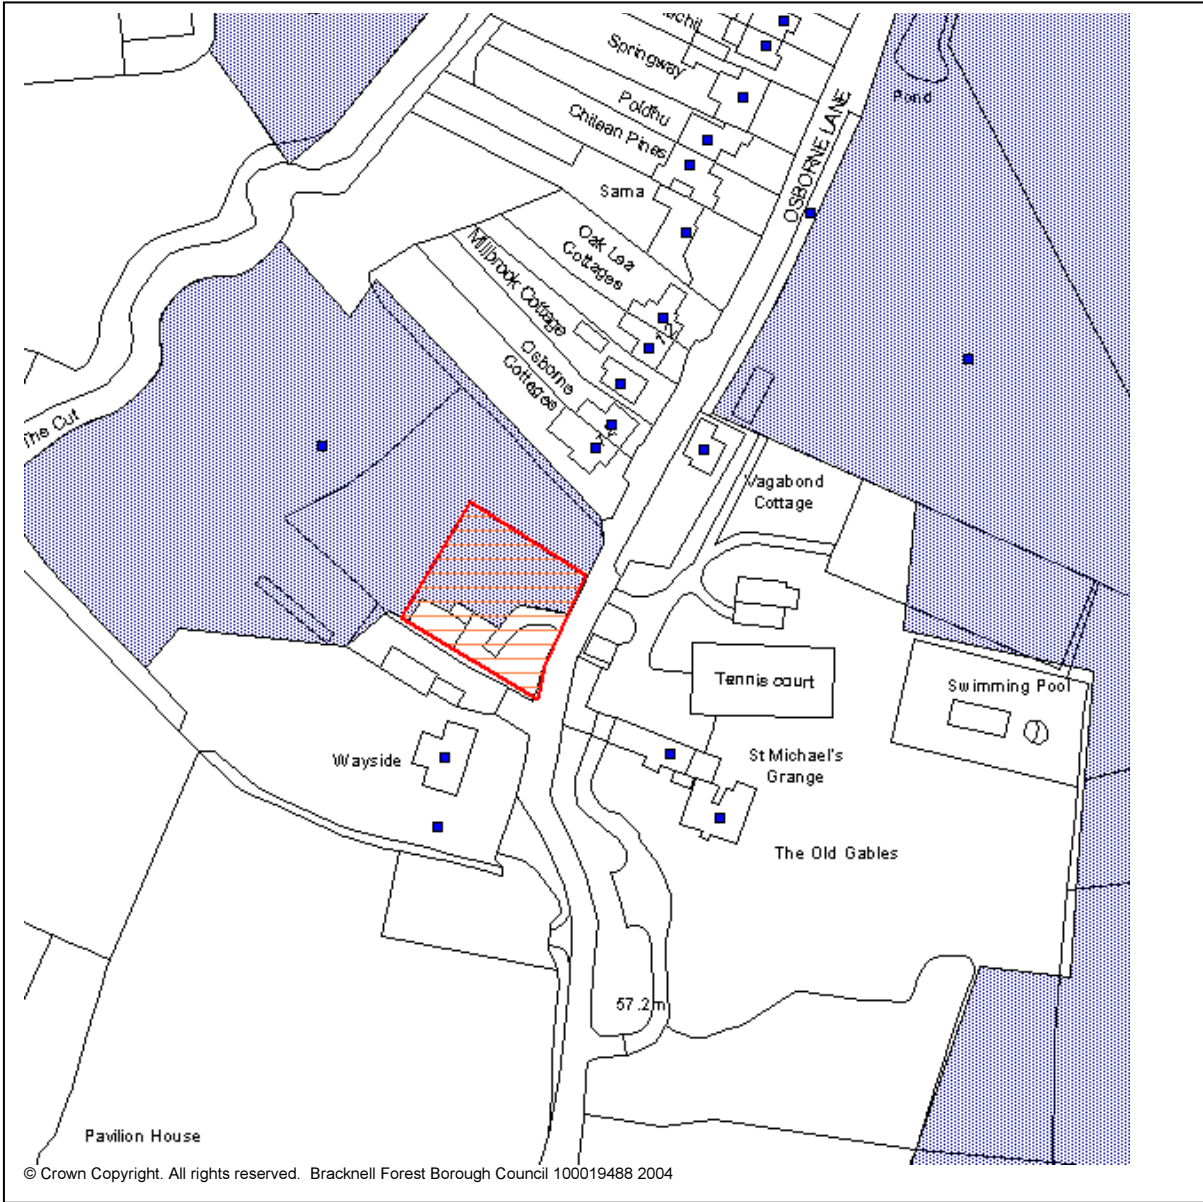 Springway
Pond
Poldhu
Chilean Pines
OSBORNE LANE
Sama
Oak Lea
Cottages
Millbrook Cottage
Osborne
Cottages
The Cut
Vagabond
Cottage
Tennis court
Swimming Pool
St Michael's
Grange
Wayside
The Old Gables
57.2m
Pavilion House
© Crown Copyright. All rights reserved. Bracknell Forest Borough Council 100019488 2004